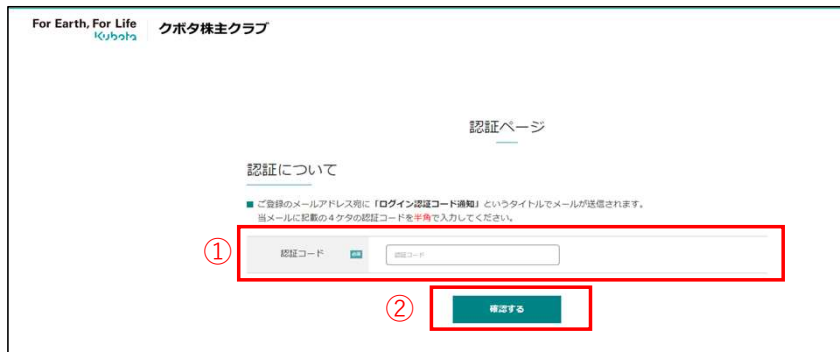 For Earth, For Life
Kubota
クボタ株主クラブ
認証ページ
認証について
■ ご登録のメールアドレス宛に「ログイン認証コード通知」というタイトルでメールが送信されます。
当メールに記載の4ケタの認証コードを半角で入力してください。
①
認証コード 必須 認証コード
② 確認する